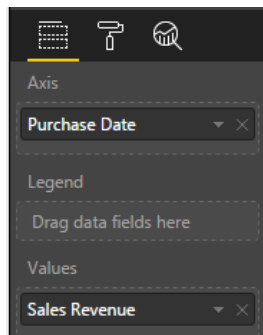 Axis
Purchase Date
Legend
Drag data fields here
Values
Sales Revenue